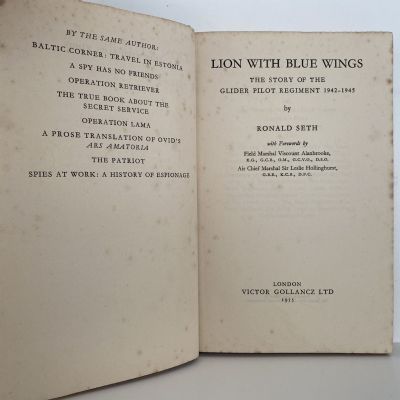 BY THE SAME AUTHOR:
BALTIC CORNER: TRAVEL IN ESTONIA
A SPY HAS NO FRIENDS
OPERATION RETRIEVER
THE TRUE BOOK ABOUT THE
SECRET SERVICE
OPERATION LAMA
A PROSE TRANSLATION OF OVID'S
ARS AMATORIA
THE PATRIOT
SPIES AT WORK: A HISTORY OF ESPIONAGE
LION WITH BLUE WINGS
THE STORY OF THE
GLIDER PILOT REGIMENT 1942-1945
by
RONALD SETH
with Forewords by
Field Marshal Viscount Alanbrooke,
K.G., G.C.B., O.M., G.C.V.O., D.S.O.
Air Chief Marshal Sir Leslie Hollinghurst,
G.B.E., K.C.B., D.F.C.
LONDON
VICTOR GOLLANCZ LTD
1955